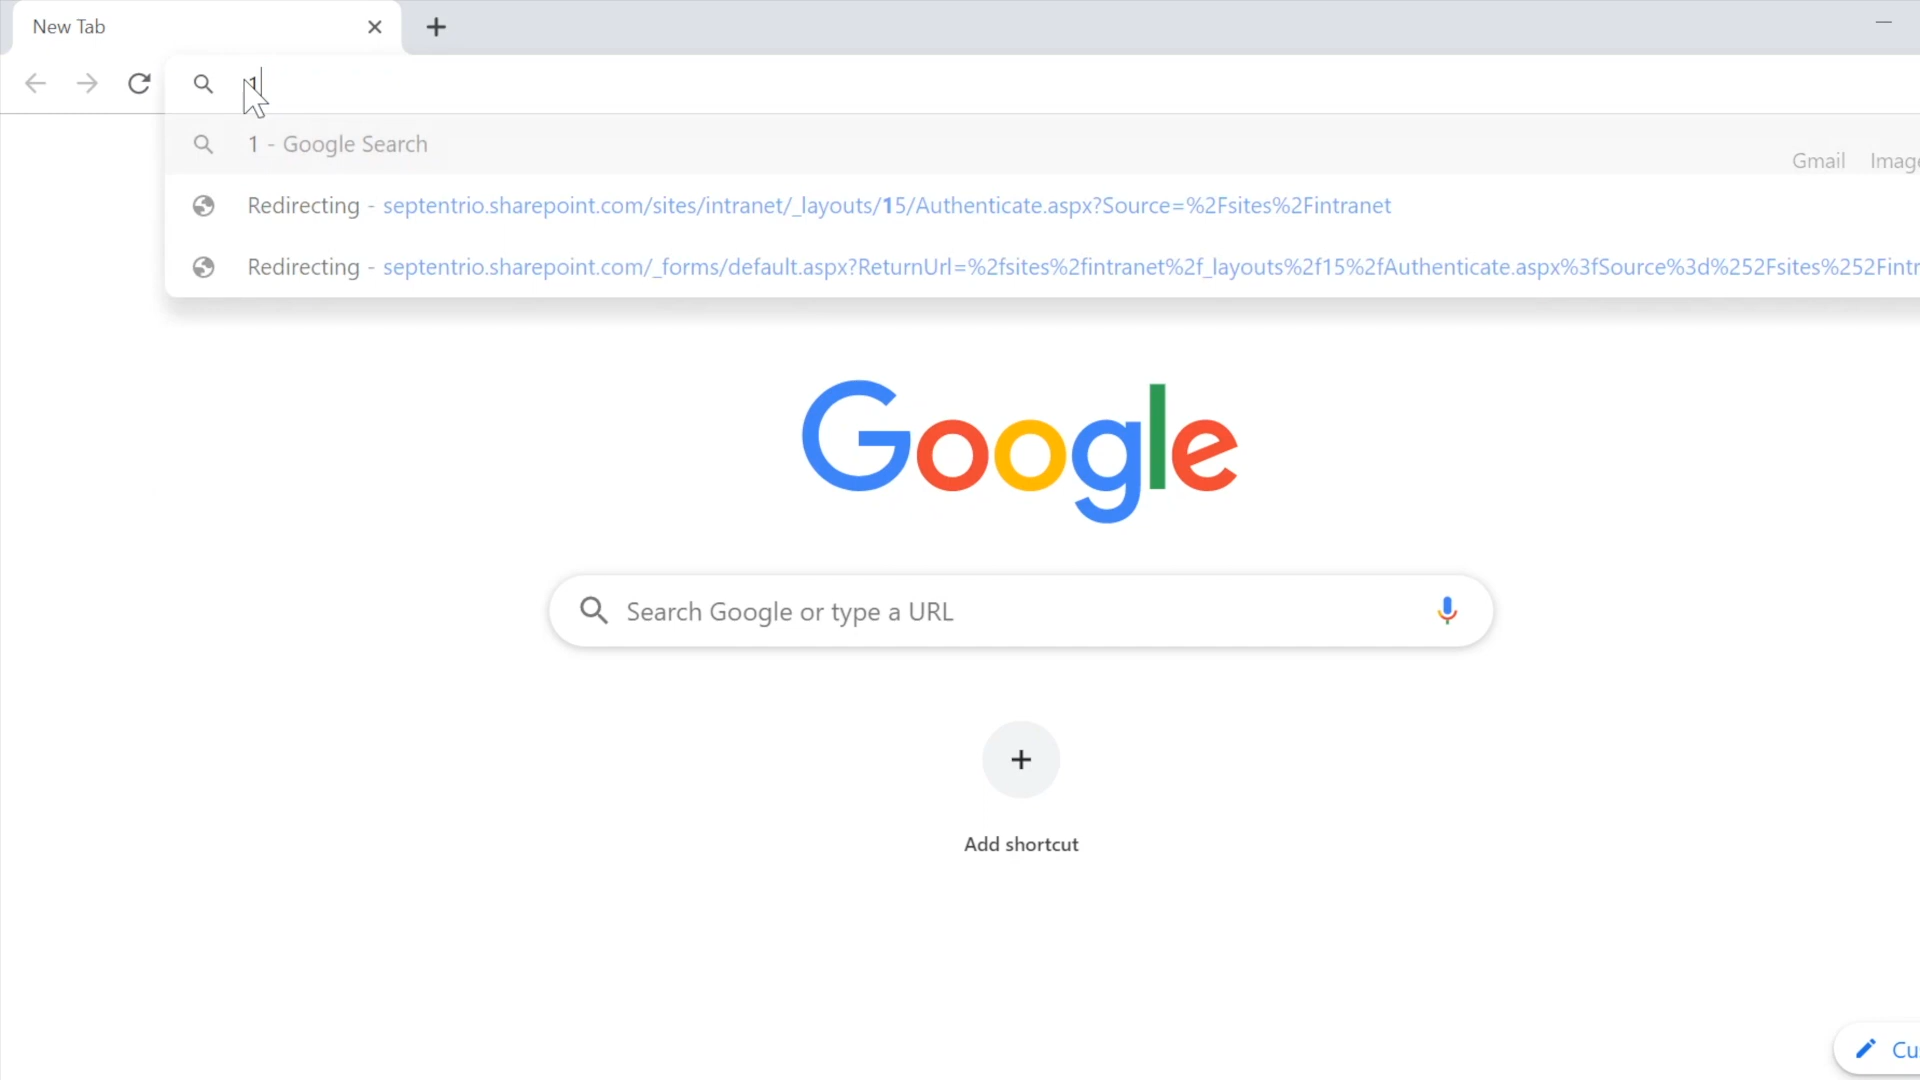 New Tab
1
1 - Google Search
Gmail
Redirecting - septentrio.sharepoint.com/sites/intranet/_layouts/15/Authenticate.aspx?Source=%2Fsites%2Fintranet
Redirecting - septentrio.sharepoint.com/_forms/default.aspx?ReturnUrl=%2fsites%2fintranet%2f_layouts%2f15%2fAuthenticate.aspx%3fSource%3d%252Fsites%252Fintr
Google
Search Google or type a URL
Add shortcut